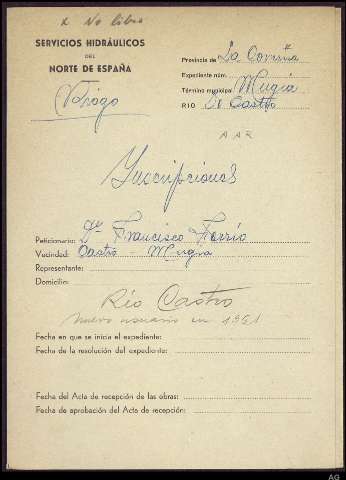 x No libro
SERVICIOS HIDRÁULICOS
DEL
NORTE DE ESPAÑA
Provincia de La Coruña
Expediente núm.
Término municipal Mugia
RIO El Castro
AAR
Inscripciones
Peticionario: Dn Francisco Ferrío
Vecindad: Castro - Mugia
Representante:
Domicilio:
Río Castro
nuevo usuario en 1961
Fecha en que se inicia el expediente:
Fecha de la resolución del expediente:
Fecha del Acta de recepción de las obras:
Fecha de aprobación del Acta de recepción:
AG